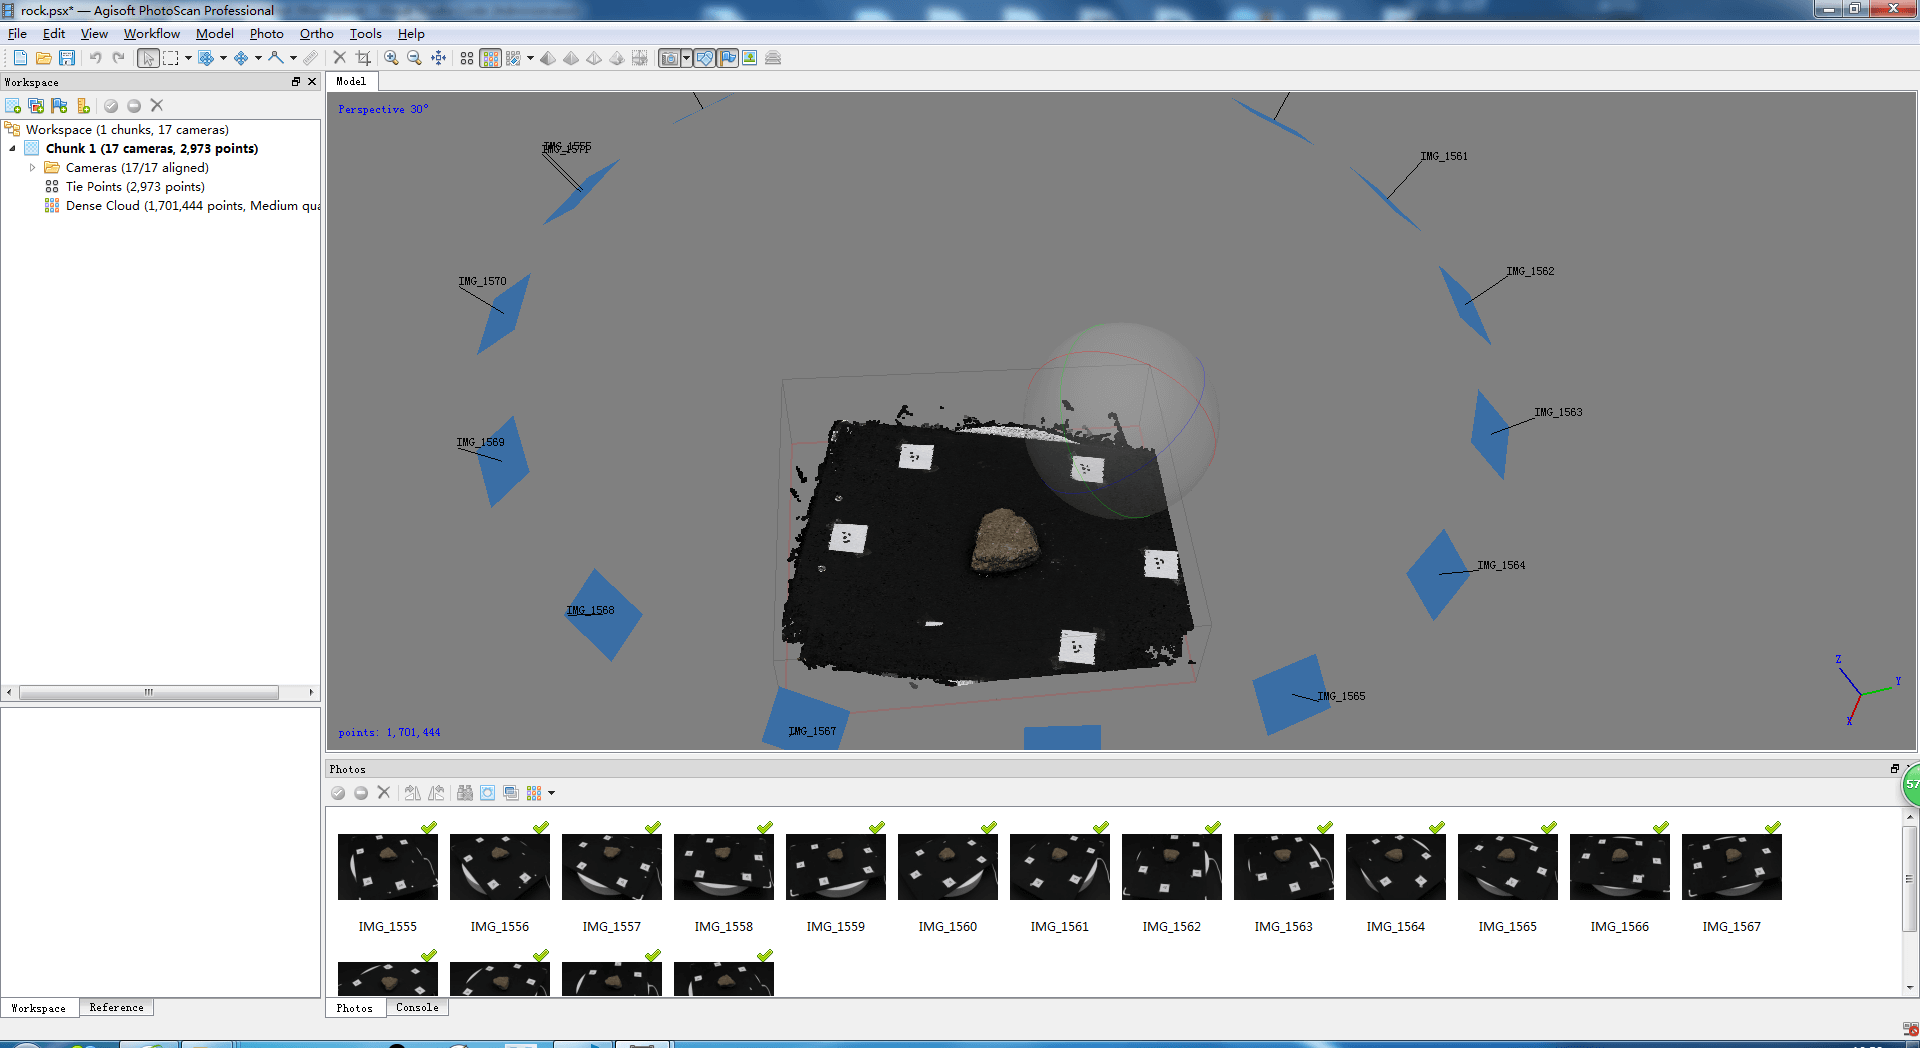 rock.psx* — Agisoft PhotoScan Professional
File Edit View Workflow Model Photo Ortho Tools Help
Workspace
Model
Workspace (1 chunks, 17 cameras)
Chunk 1 (17 cameras, 2,973 points)
Cameras (17/17 aligned)
Tie Points (2,973 points)
Dense Cloud (1,701,444 points, Medium qua
Perspective 30°
IMG_1555
IMG_1571
IMG_1561
IMG_1570
IMG_1562
IMG_1569
IMG_1563
IMG_1568
IMG_1564
IMG_1567
IMG_1565
Z
Y
X
points: 1,701,444
Photos
57
IMG_1555 IMG_1556 IMG_1557 IMG_1558 IMG_1559 IMG_1560 IMG_1561 IMG_1562 IMG_1563 IMG_1564 IMG_1565 IMG_1566 IMG_1567
Workspace Reference
Photos Console